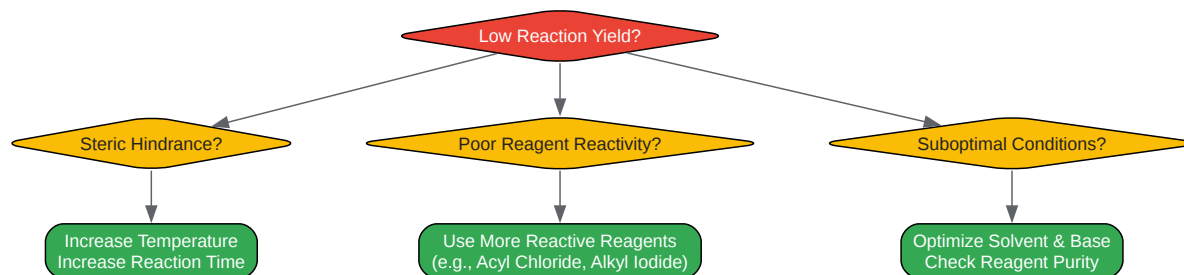 Low Reaction Yield?
Steric Hindrance?
Poor Reagent Reactivity?
Suboptimal Conditions?
Increase Temperature
Increase Reaction Time
Use More Reactive Reagents
(e.g., Acyl Chloride, Alkyl Iodide)
Optimize Solvent & Base
Check Reagent Purity